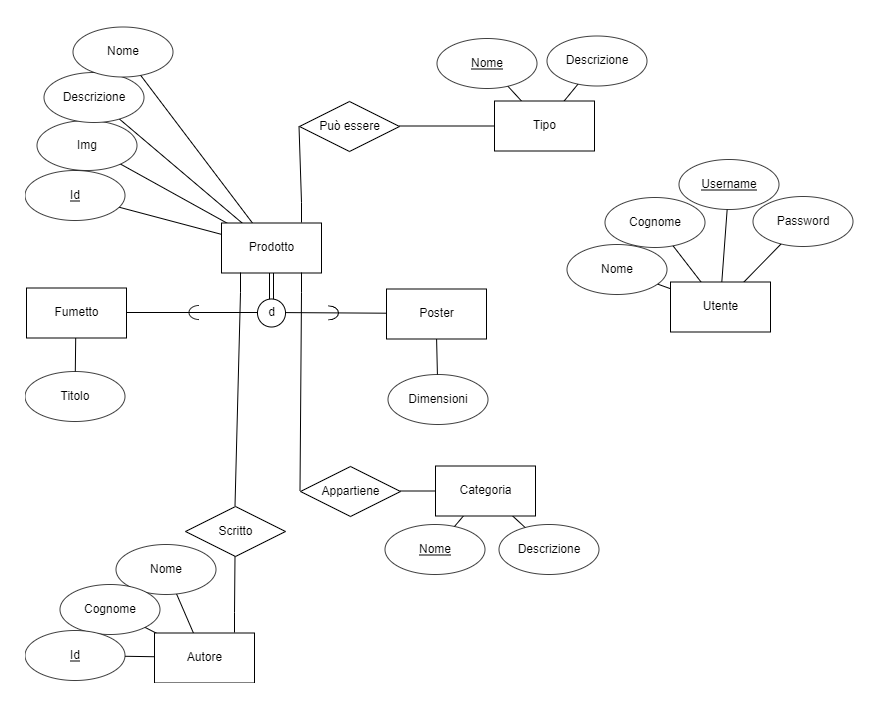 Nome
Descrizione
Img
Id
Prodotto
Può essere
Nome
Descrizione
Tipo
Username
Cognome
Password
Nome
Utente
Fumetto
d
Poster
Titolo
Dimensioni
Appartiene
Categoria
Nome
Descrizione
Scritto
Nome
Cognome
Id
Autore